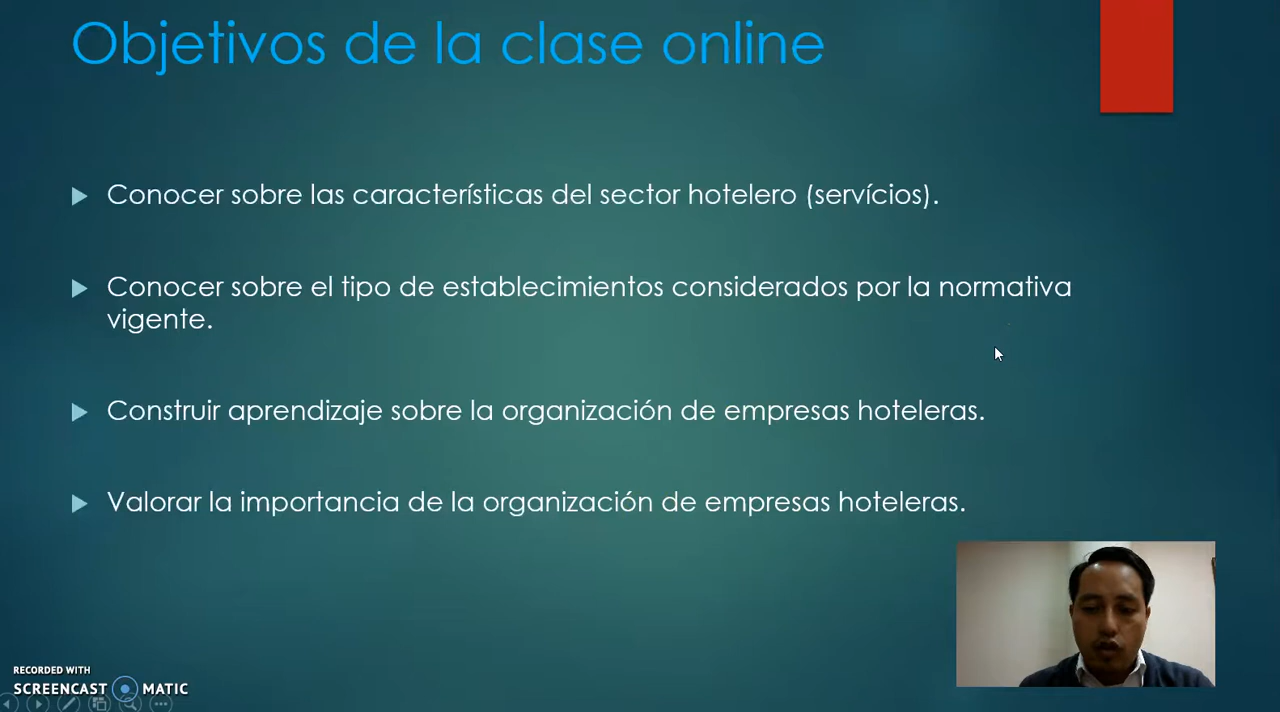 Objetivos de la clase online
Conocer sobre las características del sector hotelero (servícios).
Conocer sobre el tipo de establecimientos considerados por la normativa
vigente.
Construir aprendizaje sobre la organización de empresas hoteleras.
Valorar la importancia de la organización de empresas hoteleras.
RECORDED WITH
SCREENCAST MATIC